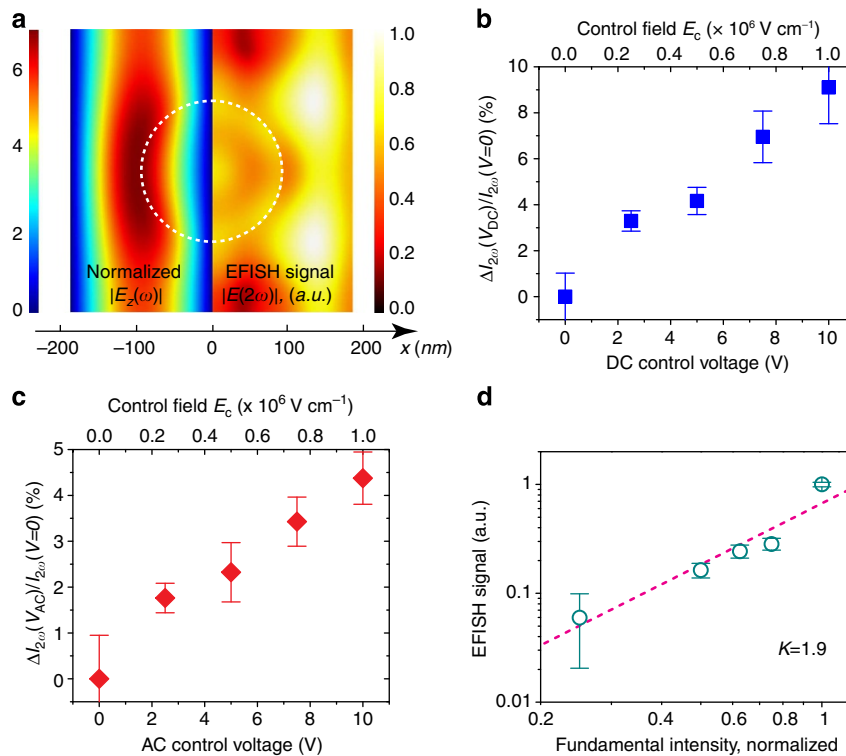 a
6
4
2
0
1.0
0.8
0.6
0.4
0.2
0.0
Normalized
|E_z(ω)|
EFISH signal
|E(2ω)|, (a.u.)
−200 −100 0 100 200
x (nm)
b
Control field E_c (× 10^6 V cm^−1)
0.0 0.2 0.4 0.6 0.8 1.0
10
8
6
4
2
0
ΔI_2ω(V_DC)/I_2ω(V=0) (%)
0 2 4 6 8 10
DC control voltage (V)
c
Control field E_c (x 10^6 V cm^−1)
0.0 0.2 0.4 0.6 0.8 1.0
5
4
3
2
1
0
ΔI_2ω(V_AC)/I_2ω(V=0) (%)
0 2 4 6 8 10
AC control voltage (V)
d
1
0.1
0.01
EFISH signal (a.u.)
K=1.9
0.2 0.4 0.6 0.8 1
Fundamental intensity, normalized